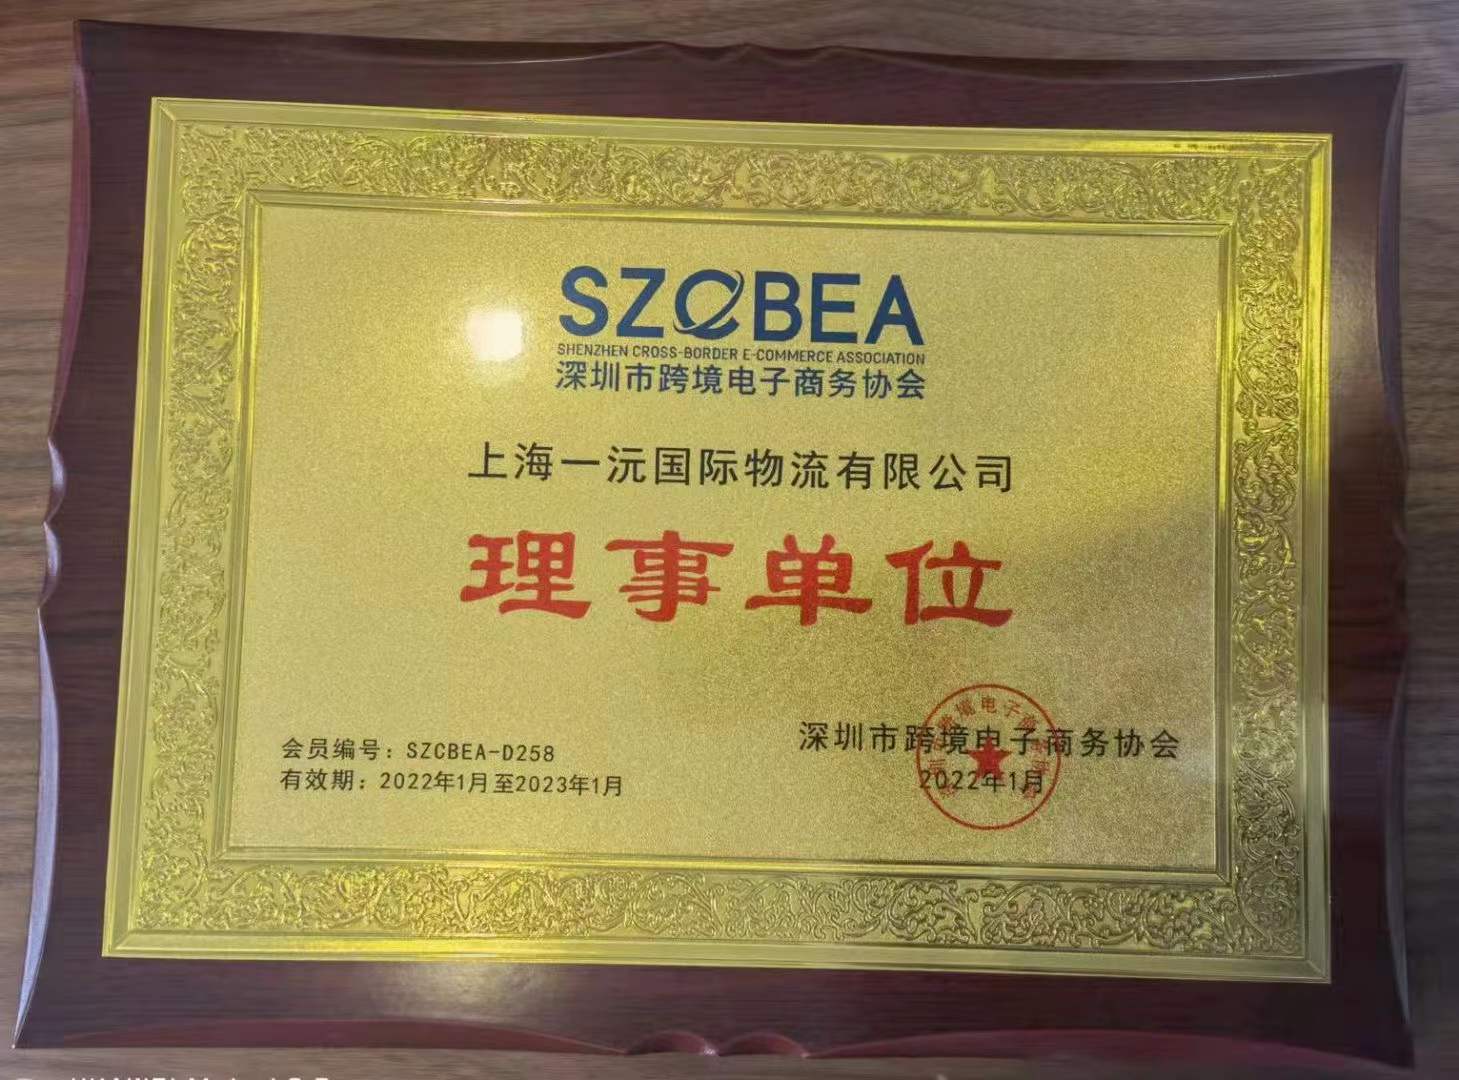 SZCBEA
SHENZHEN CROSS-BORDER E-COMMERCE ASSOCIATION
深圳市跨境电子商务协会
上海一沅国际物流有限公司
理事单位
会员编号：SZCBEA-D258
有效期：2022年1月至2023年1月
深圳市跨境电子商务协会
2022年1月